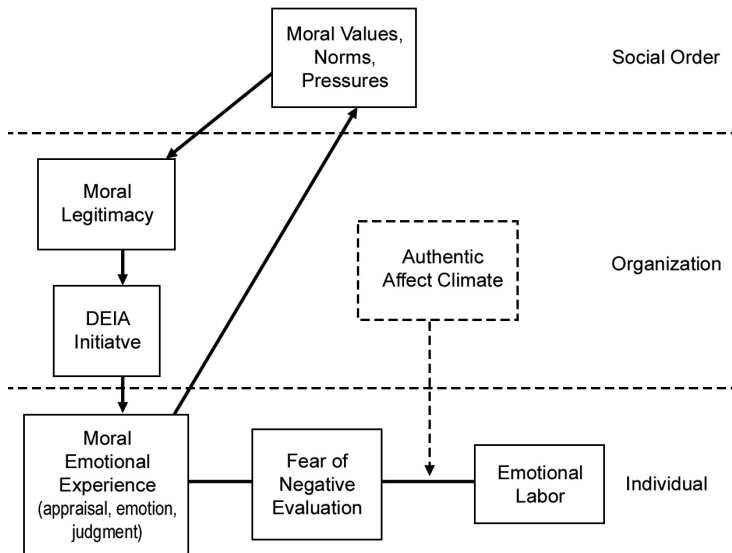 Moral Values,
Norms,
Pressures
Social Order
Moral
Legitimacy
Authentic
Affect Climate
Organization
DEIA
Initiatve
Moral
Emotional
Experience
(appraisal, emotion,
judgment)
Fear of
Negative
Evaluation
Emotional
Labor
Individual